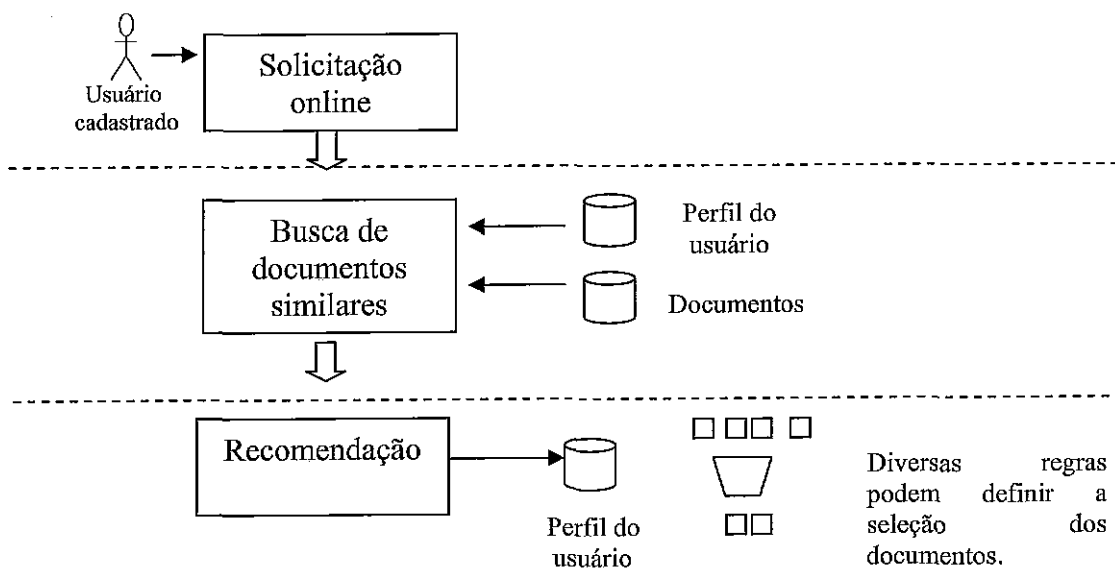 Solicitação
online
Usuário
cadastrado
Busca de
documentos
similares
Perfil do
usuário
Documentos
Recomendação
Perfil do
usuário
Diversas regras
podem definir a
seleção dos
documentos.